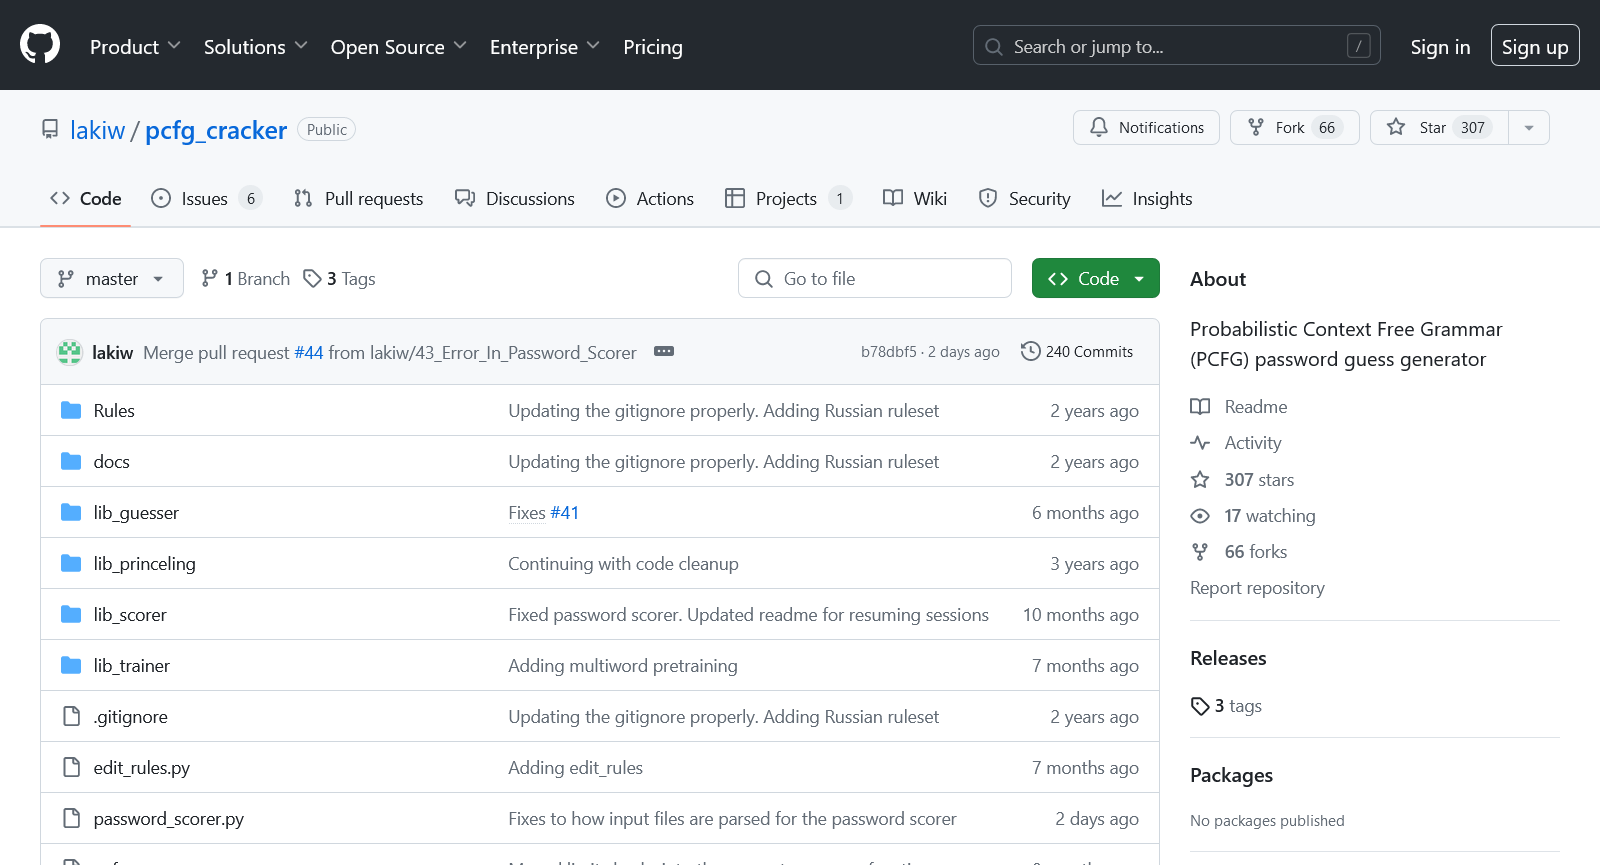 Product Solutions Open Source Enterprise Pricing Search or jump to... / Sign in Sign up
lakiw / pcfg_cracker Public Notifications Fork 66 Star 307
Code Issues 6 Pull requests Discussions Actions Projects 1 Wiki Security Insights
master 1 Branch 3 Tags Go to file Code
lakiw Merge pull request #44 from lakiw/43_Error_In_Password_Scorer b78dbf5 · 2 days ago 240 Commits
Rules Updating the gitignore properly. Adding Russian ruleset 2 years ago
docs Updating the gitignore properly. Adding Russian ruleset 2 years ago
lib_guesser Fixes #41 6 months ago
lib_princeling Continuing with code cleanup 3 years ago
lib_scorer Fixed password scorer. Updated readme for resuming sessions 10 months ago
lib_trainer Adding multiword pretraining 7 months ago
.gitignore Updating the gitignore properly. Adding Russian ruleset 2 years ago
edit_rules.py Adding edit_rules 7 months ago
password_scorer.py Fixes to how input files are parsed for the password scorer 2 days ago
About
Probabilistic Context Free Grammar
(PCFG) password guess generator
Readme
Activity
307 stars
17 watching
66 forks
Report repository
Releases
3 tags
Packages
No packages published